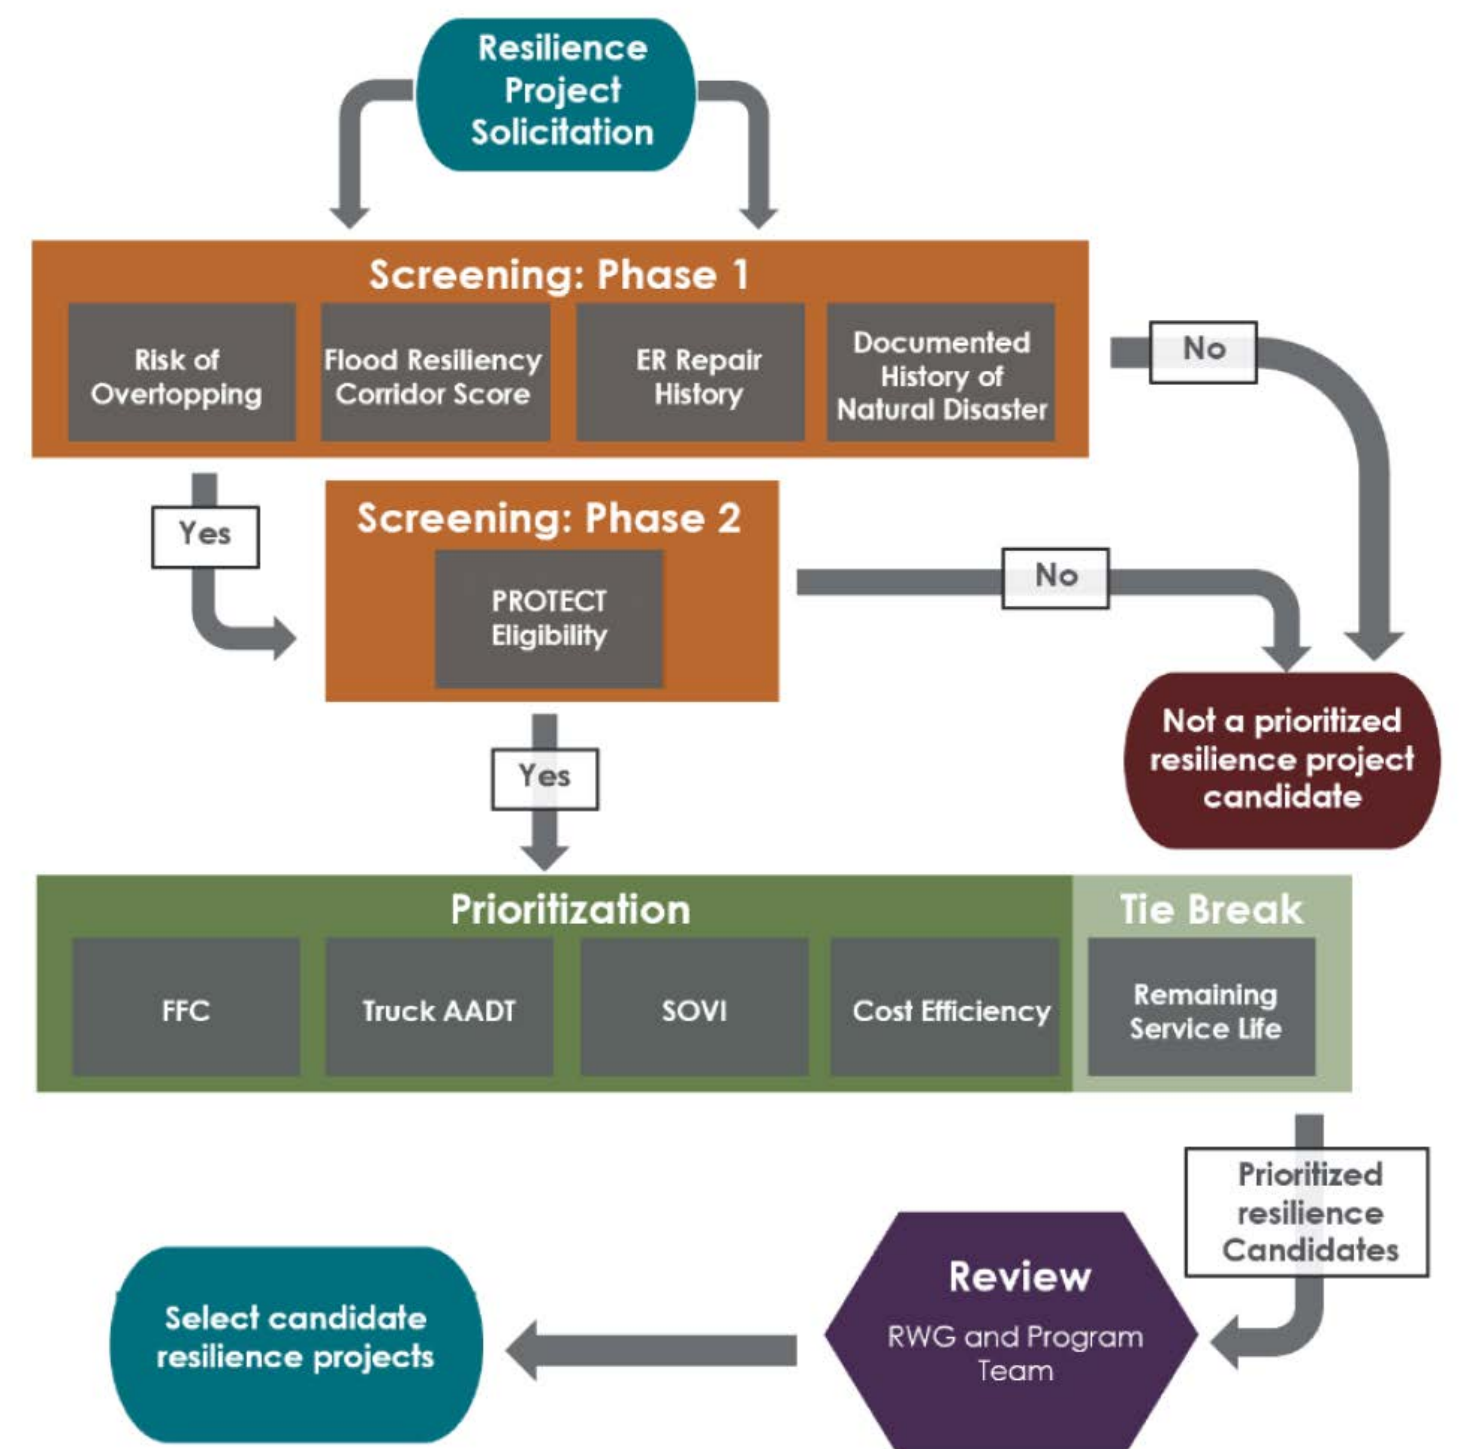 Resilience
Project
Solicitation
Screening: Phase 1
Risk of
Overtopping
Flood Resiliency
Corridor Score
ER Repair
History
Documented
History of
Natural Disaster
No
Yes
Screening: Phase 2
PROTECT
Eligibility
No
Yes
Not a prioritized
resilience project
candidate
Prioritization
FFC
Truck AADT
SOVI
Cost Efficiency
Tie Break
Remaining
Service Life
Prioritized
resilience
Candidates
Review
RWG and Program
Team
Select candidate
resilience projects